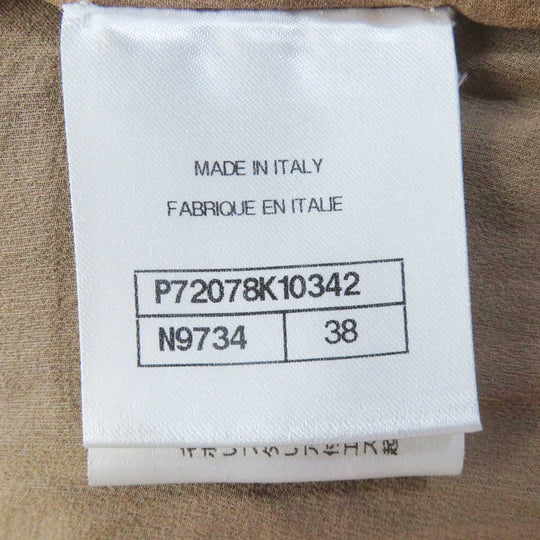 MADE IN ITALY
FABRIQUE EN ITALIE
P72078K10342
N9734 38